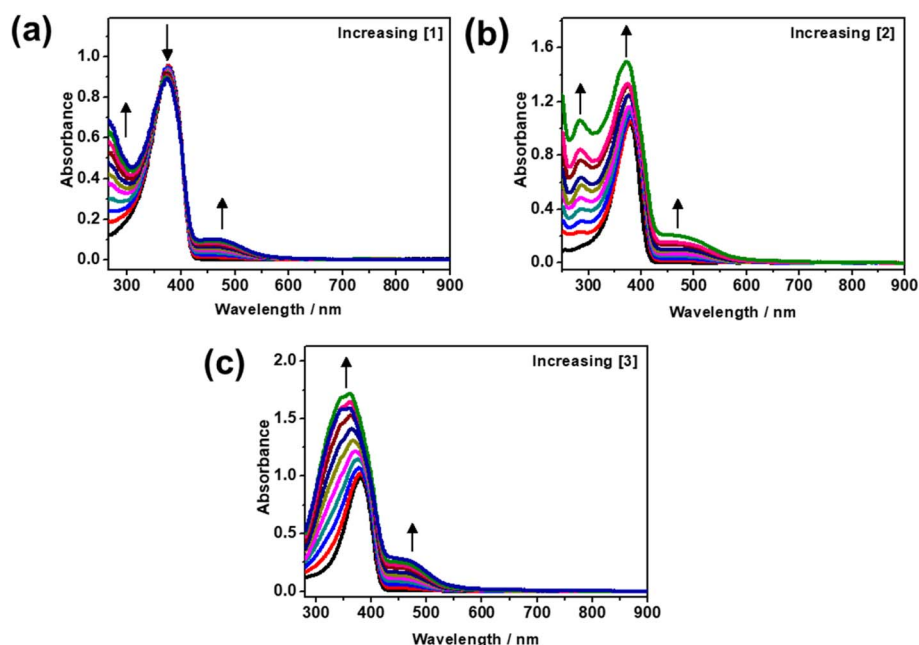 (a)
Increasing [1]
Absorbance
1.0
0.8
0.6
0.4
0.2
0.0
300 400 500 600 700 800 900
Wavelength / nm
(b)
Increasing [2]
Absorbance
1.6
1.2
0.8
0.4
0.0
300 400 500 600 700 800 900
Wavelength / nm
(c)
Increasing [3]
Absorbance
2.0
1.5
1.0
0.5
0.0
300 400 500 600 700 800 900
Wavelength / nm